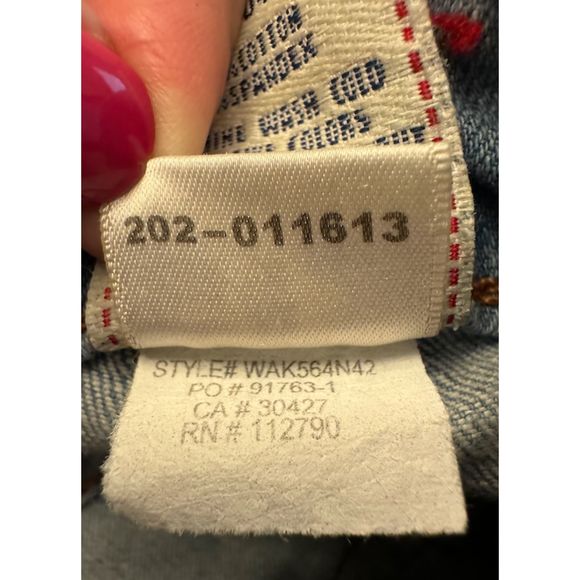 COTTON
SPANDEX
WASH COLD
COLORS
202-011613
STYLE# WAK564N42
PO # 91763-1
CA # 30427
RN # 112790